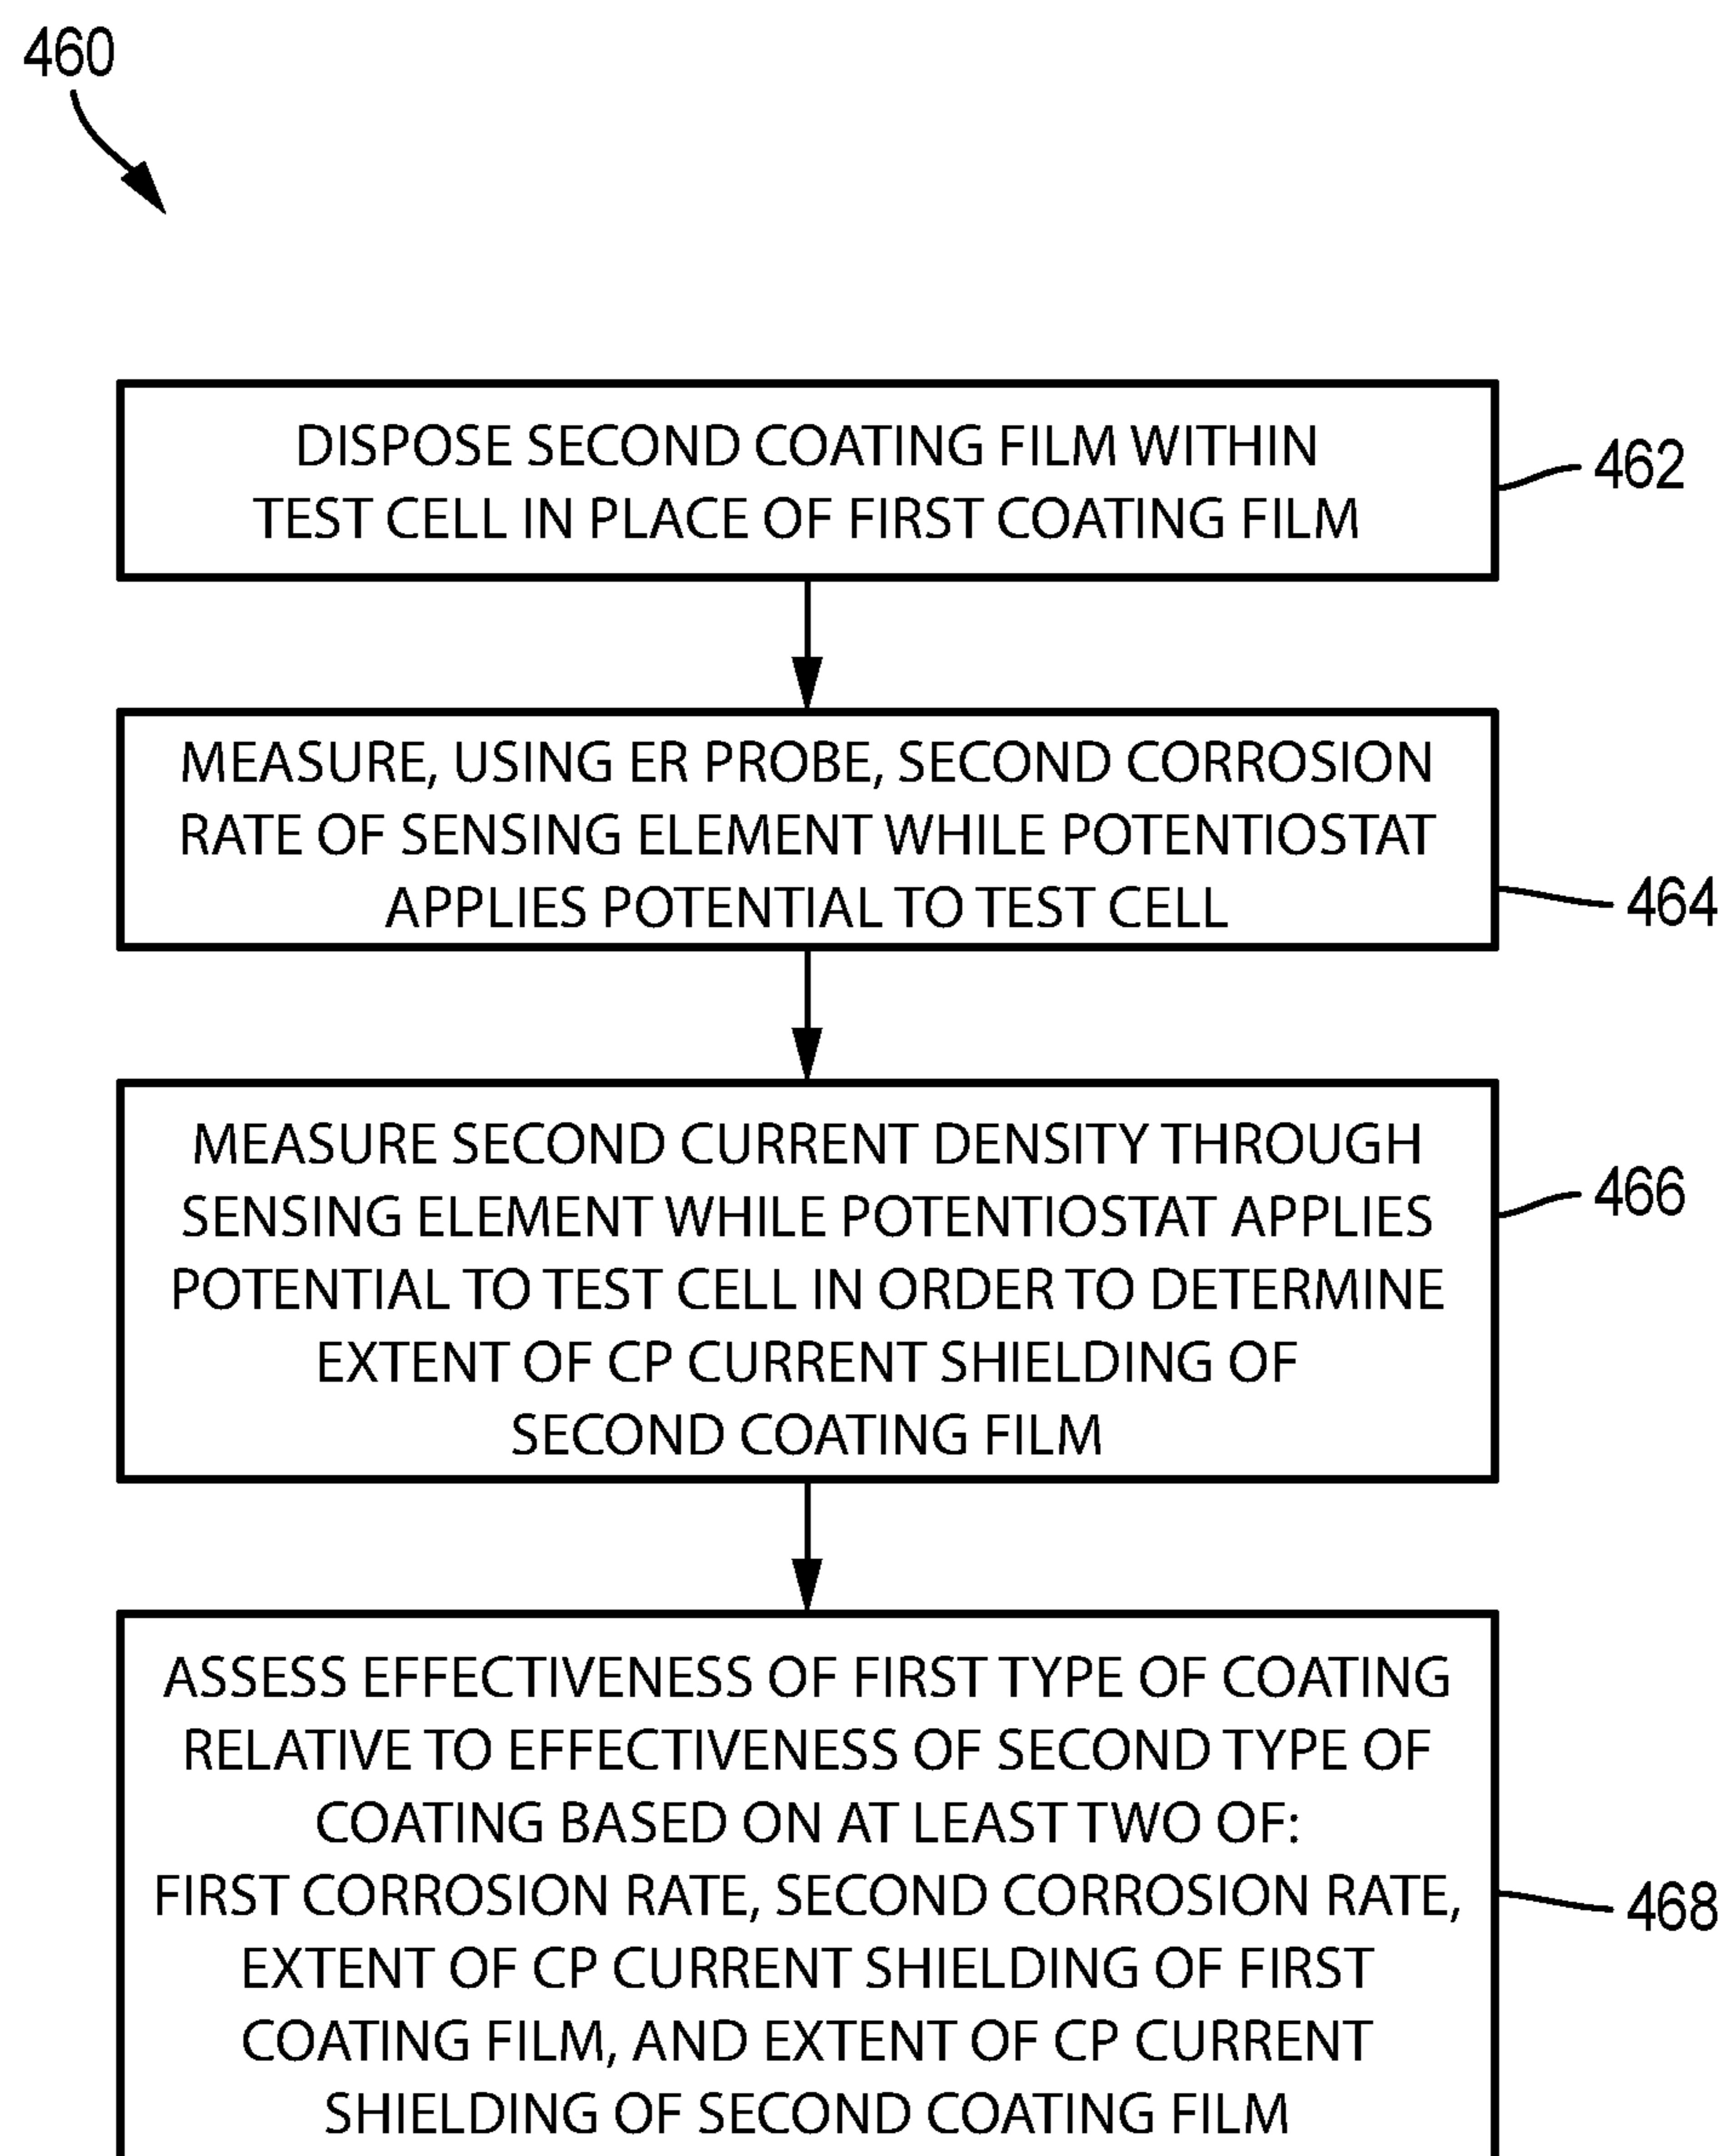 460
DISPOSE SECOND COATING FILM WITHIN
TEST CELL IN PLACE OF FIRST COATING FILM
462
MEASURE, USING ER PROBE, SECOND CORROSION
RATE OF SENSING ELEMENT WHILE POTENTIOSTAT
APPLIES POTENTIAL TO TEST CELL
464
MEASURE SECOND CURRENT DENSITY THROUGH
SENSING ELEMENT WHILE POTENTIOSTAT APPLIES
POTENTIAL TO TEST CELL IN ORDER TO DETERMINE
EXTENT OF CP CURRENT SHIELDING OF
SECOND COATING FILM
466
ASSESS EFFECTIVENESS OF FIRST TYPE OF COATING
RELATIVE TO EFFECTIVENESS OF SECOND TYPE OF
COATING BASED ON AT LEAST TWO OF:
FIRST CORROSION RATE, SECOND CORROSION RATE,
EXTENT OF CP CURRENT SHIELDING OF FIRST
COATING FILM, AND EXTENT OF CP CURRENT
SHIELDING OF SECOND COATING FILM
468